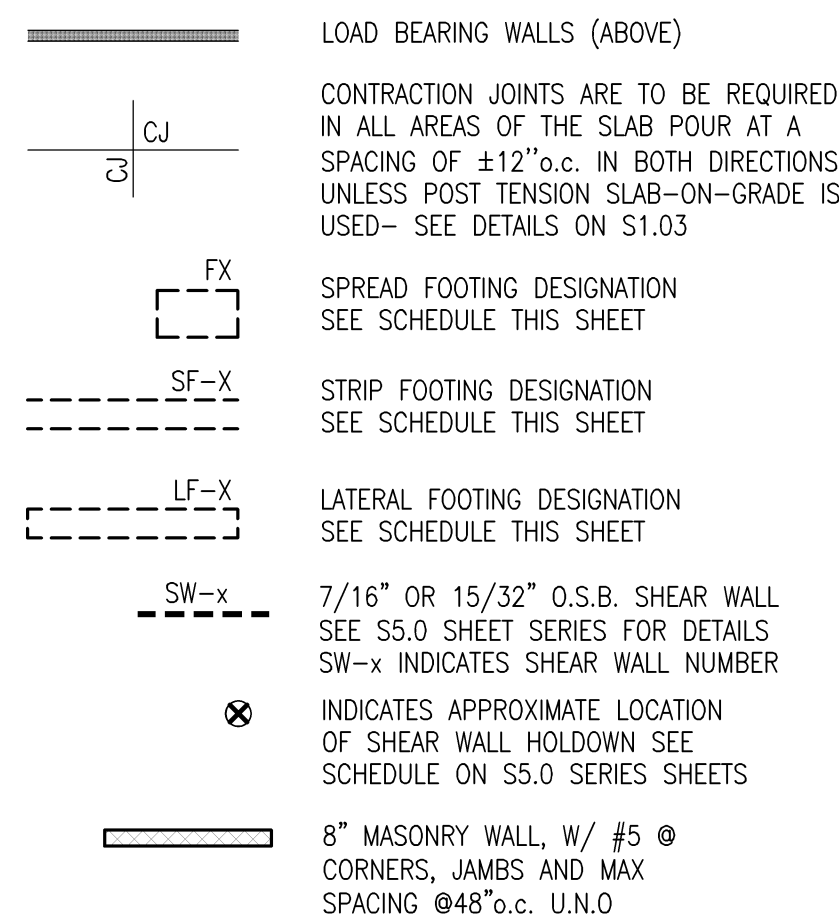 LOAD BEARING WALLS (ABOVE)
CJ
CJ
CONTRACTION JOINTS ARE TO BE REQUIRED
IN ALL AREAS OF THE SLAB POUR AT A
SPACING OF ±12''o.c. IN BOTH DIRECTIONS
UNLESS POST TENSION SLAB-ON-GRADE IS
USED- SEE DETAILS ON S1.03
FX
SPREAD FOOTING DESIGNATION
SEE SCHEDULE THIS SHEET
SF-X
STRIP FOOTING DESIGNATION
SEE SCHEDULE THIS SHEET
LF-X
LATERAL FOOTING DESIGNATION
SEE SCHEDULE THIS SHEET
SW-x
7/16" OR 15/32" O.S.B. SHEAR WALL
SEE S5.0 SHEET SERIES FOR DETAILS
SW-x INDICATES SHEAR WALL NUMBER
INDICATES APPROXIMATE LOCATION
OF SHEAR WALL HOLDOWN SEE
SCHEDULE ON S5.0 SERIES SHEETS
8" MASONRY WALL, W/ #5 @
CORNERS, JAMBS AND MAX
SPACING @48"o.c. U.N.O